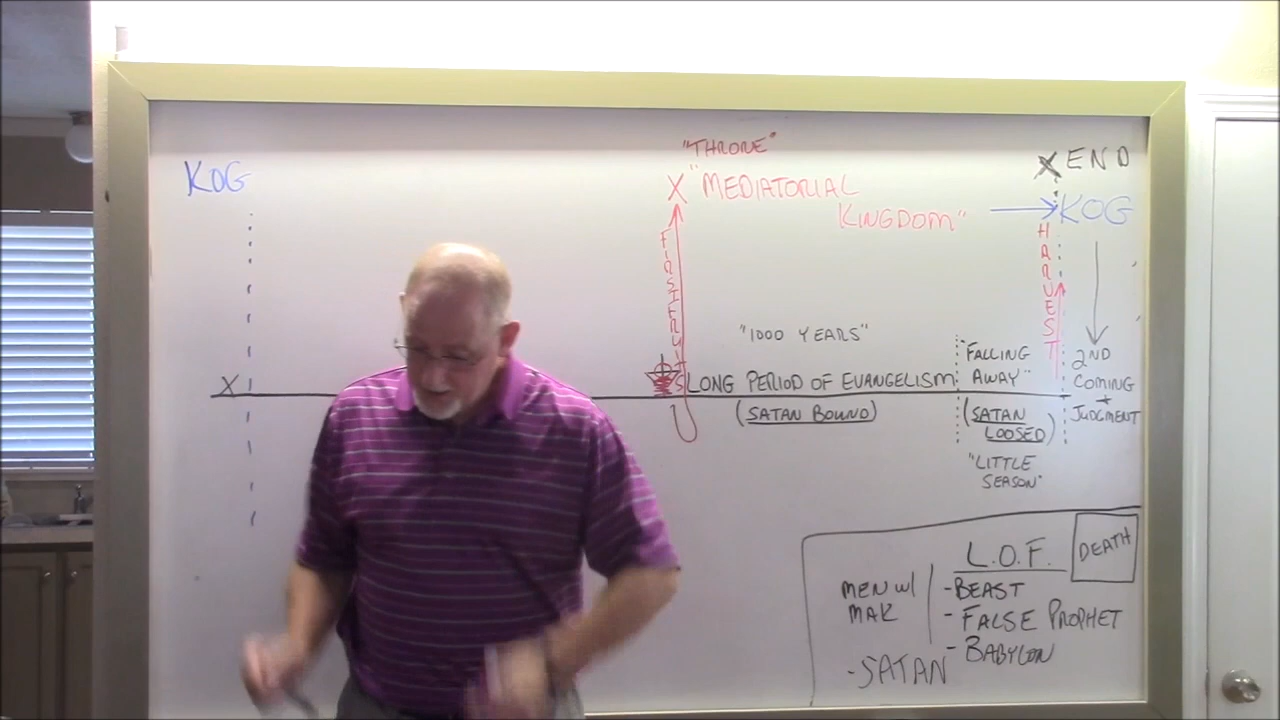 KOG
X
"THRONE"
X "MEDIATORIAL
KINGDOM"
X END
KOG
FIRSTFRUITS
HARVEST
"1000 YEARS"
LONG PERIOD OF EVANGELISM
(SATAN BOUND)
"FALLING
AWAY"
(SATAN
LOOSED)
"LITTLE
SEASON"
2ND
COMING
+
JUDGMENT
L.O.F.
DEATH
MEN W/
MAK
- BEAST
- FALSE PROPHET
- BABYLON
- SATAN